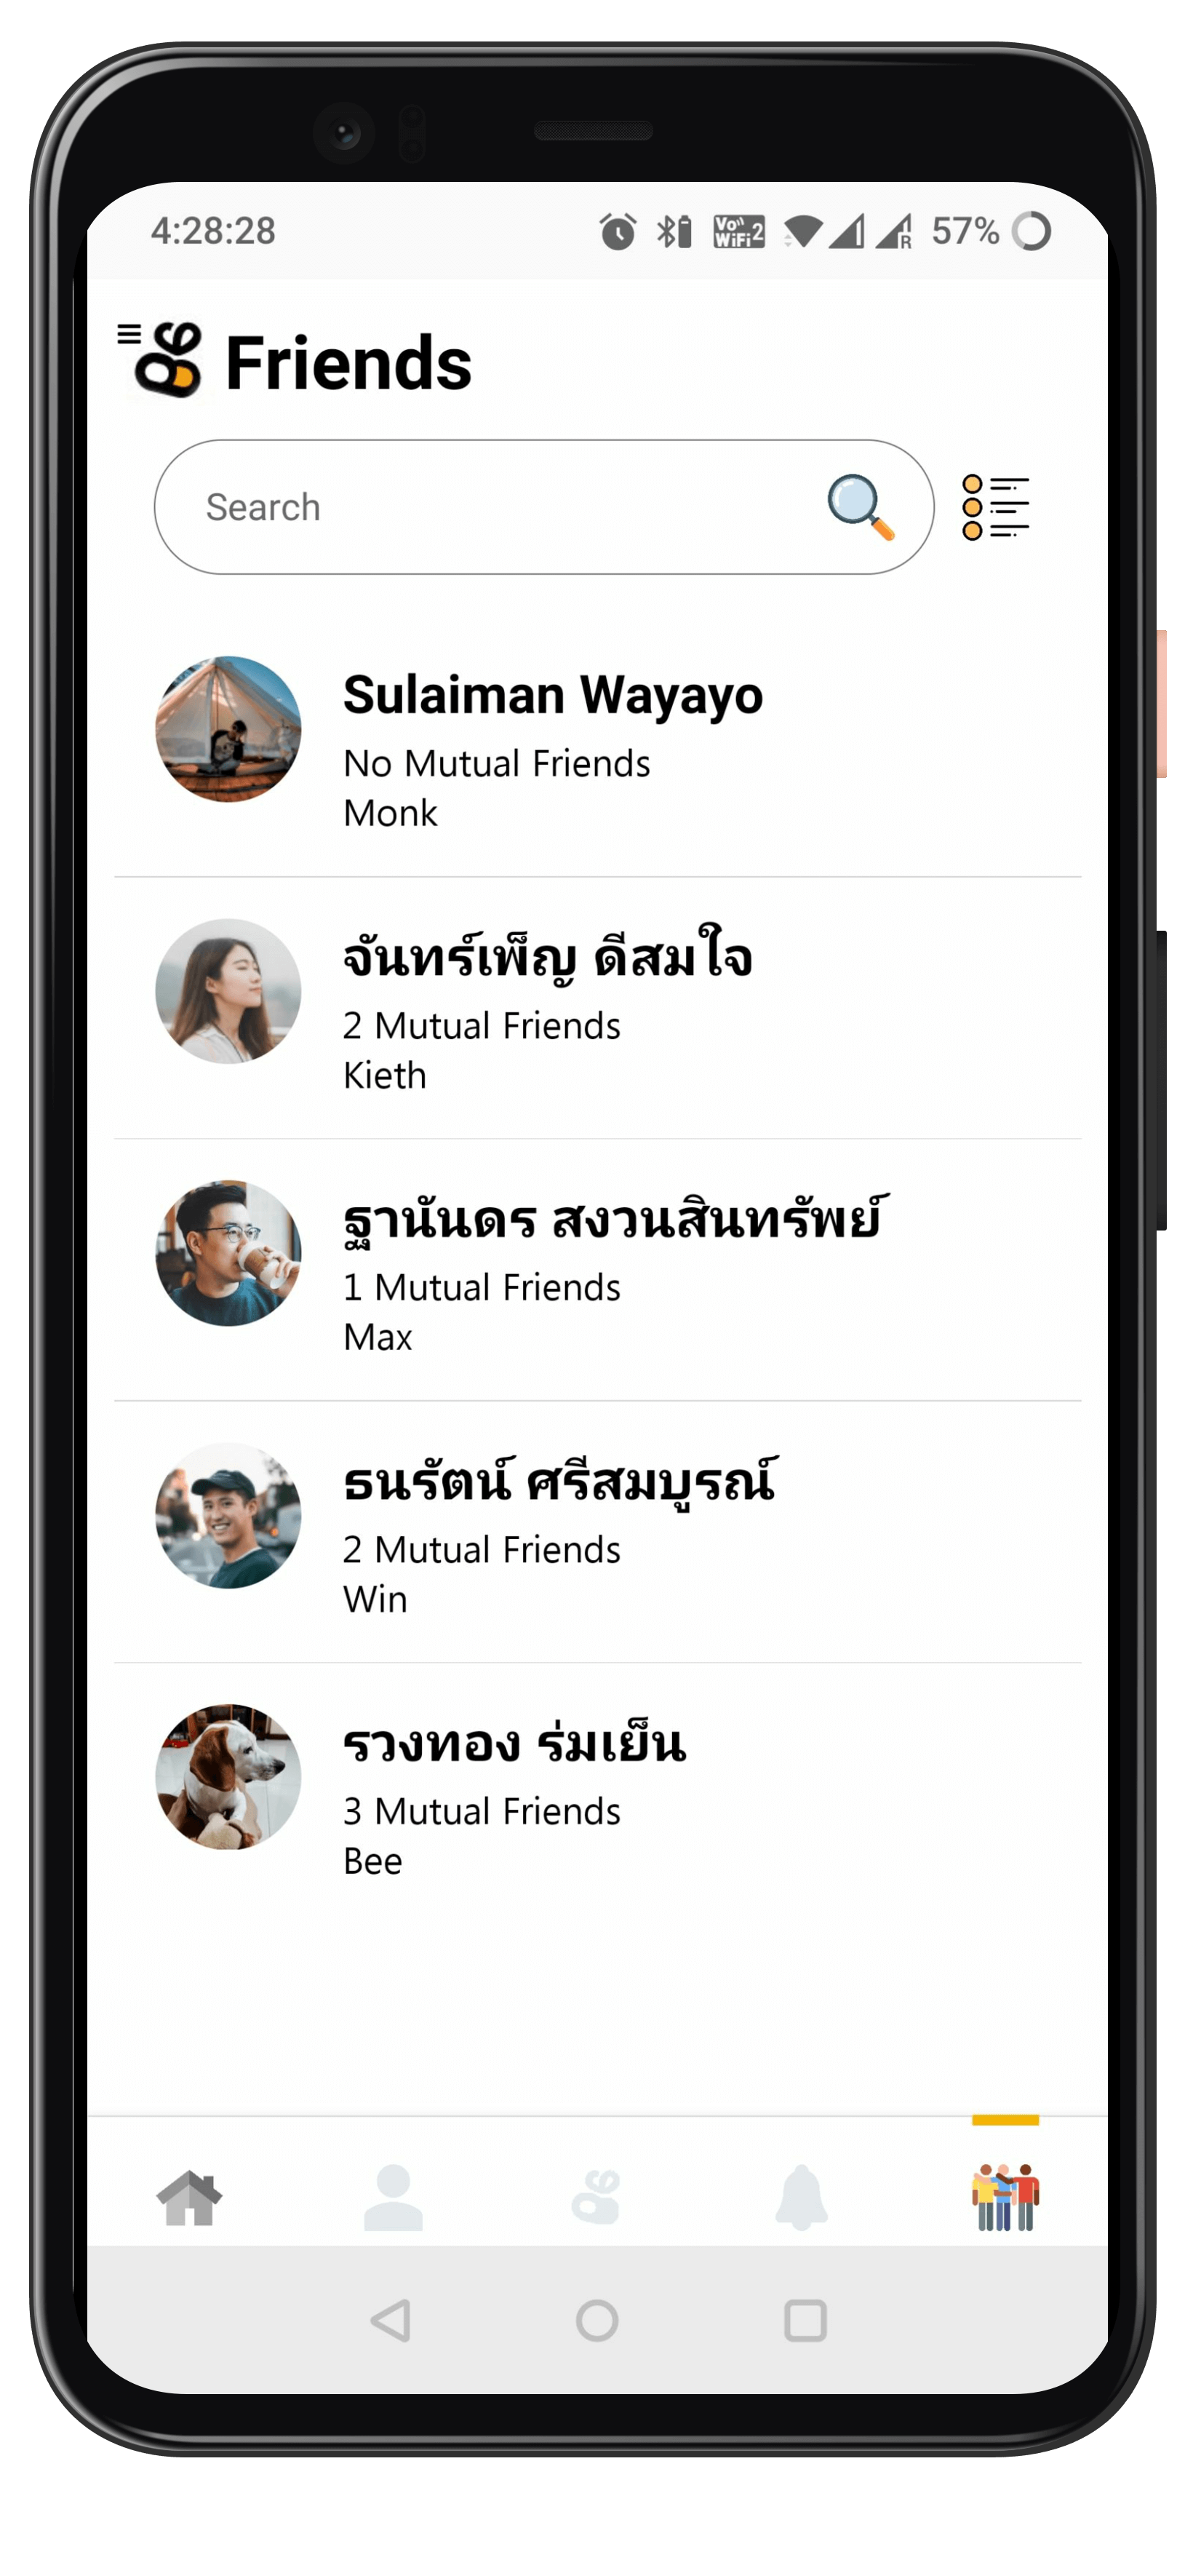 4:28:28
Vo)) WiFi 2
R
57%
Friends
Search
Sulaiman Wayayo
No Mutual Friends
Monk
จันทร์เพ็ญ ดีสมใจ
2 Mutual Friends
Kieth
ฐานันดร สงวนสินทรัพย์
1 Mutual Friends
Max
ธนรัตน์ ศรีสมบูรณ์
2 Mutual Friends
Win
รวงทอง ร่มเย็น
3 Mutual Friends
Bee